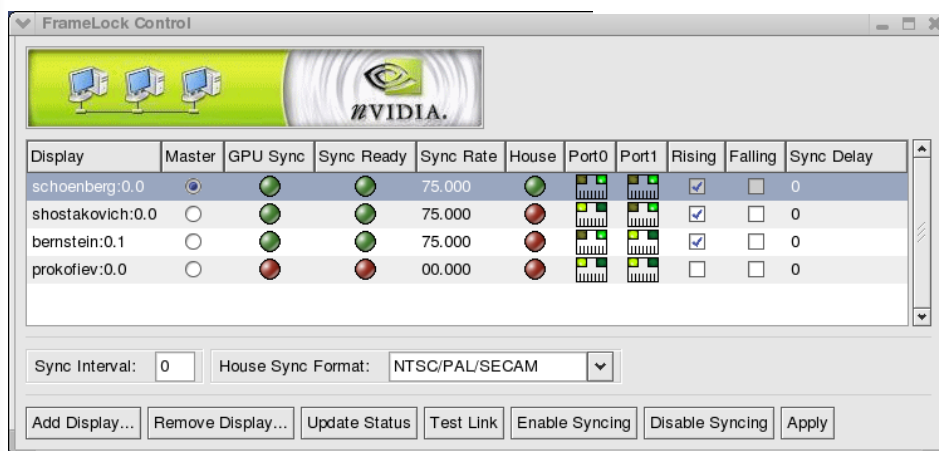 FrameLock Control
nVIDIA.
Display Master GPU Sync Sync Ready Sync Rate House Port0 Port1 Rising Falling Sync Delay
schoenberg:0.0 75.000 0
shostakovich:0.0 75.000 0
bernstein:0.1 75.000 0
prokofiev:0.0 00.000 0
Sync Interval: 0 House Sync Format: NTSC/PAL/SECAM
Add Display... Remove Display... Update Status Test Link Enable Syncing Disable Syncing Apply